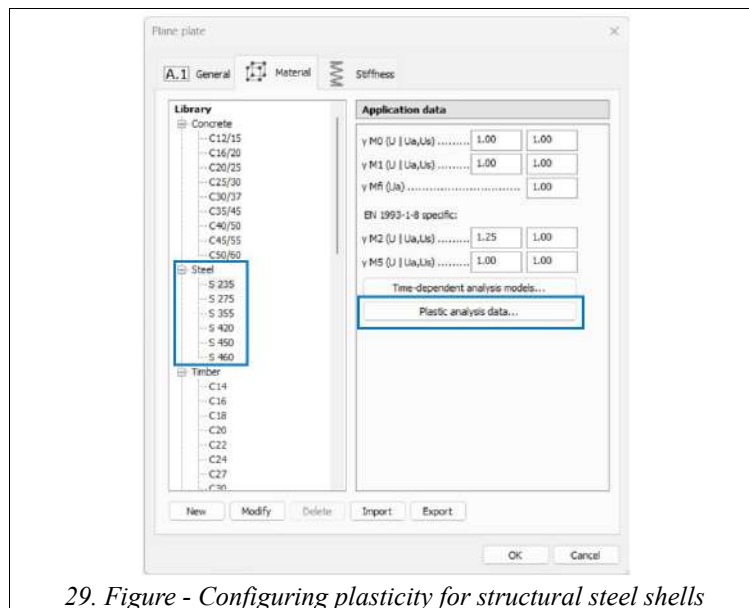 Plane plate
A.1 General Material Stiffness
Library
Concrete
C12/15
C16/20
C20/25
C25/30
C30/37
C35/45
C40/50
C45/55
C50/60
Steel
S 235
S 275
S 355
S 420
S 450
S 460
Timber
C14
C16
C18
C20
C22
C24
C27
C30
Application data
γ M0 (U | Ua,Us) ......... 1.00 1.00
γ M1 (U | Ua,Us) ......... 1.00 1.00
γ Mfi (Ua) .............................. 1.00
EN 1993-1-8 specific:
γ M2 (U | Ua,Us) ......... 1.25 1.00
γ M5 (U | Ua,Us) ......... 1.00 1.00
Time-dependent analysis models...
Plastic analysis data...
New Modify Delete Import Export
OK Cancel
29. Figure - Configuring plasticity for structural steel shells